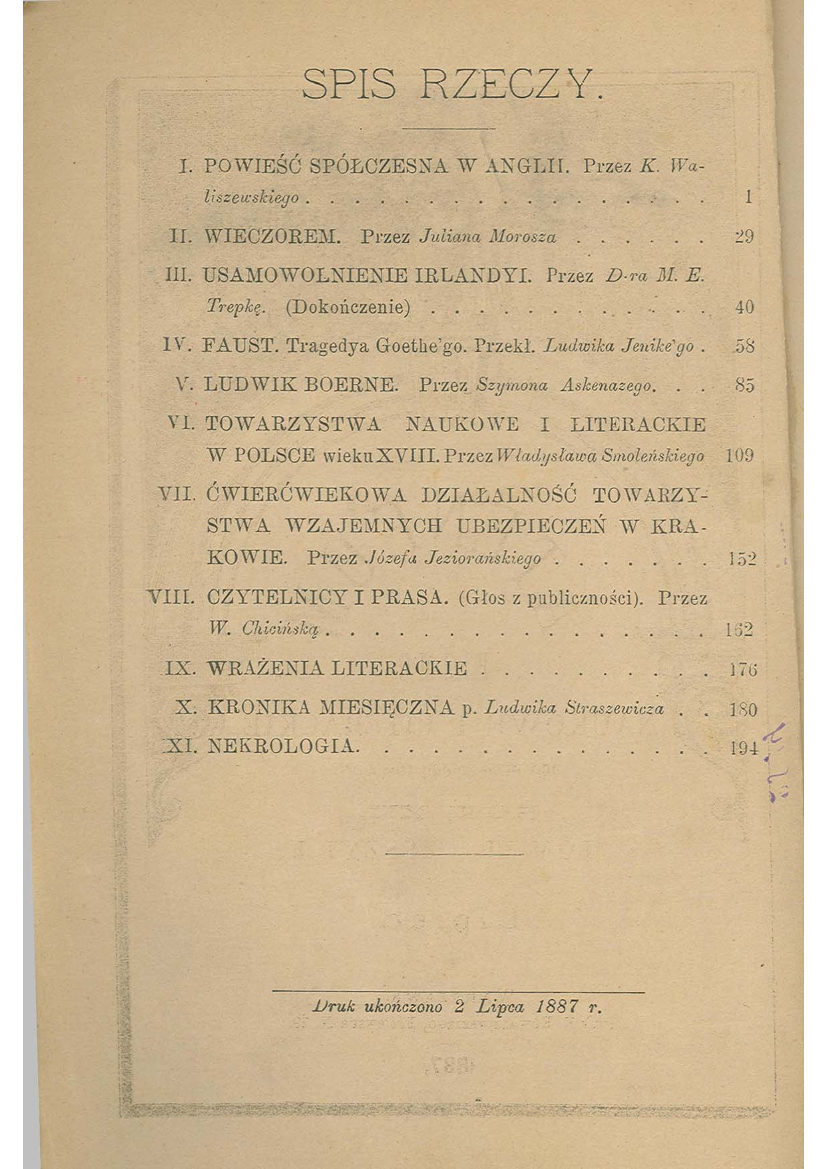 SPIS RZECZY.
I. POWIEŚĆ SPÓŁCZESNA W ANGLII. Przez K. Wa-
liszewskiego . . . . . . . . . . . . . . . . . 1
II. WIECZOREM. Przez Juliana Morosza . . . . . . 29
III. USAMOWOLNIENIE IRLANDYI. Przez D-ra M. E.
Trepkę. (Dokończenie) . . . . . . . . . . . . 40
IV. FAUST. Tragedya Goethe'go. Przekł. Ludwika Jenike'go . 58
V. LUDWIK BOERNE. Przez Szymona Askenazego. . . 85
VI. TOWARZYSTWA NAUKOWE I LITERACKIE
W POLSCE wieku XVIII. Przez Władysława Smoleńskiego 109
VII. ĆWIERĆWIEKOWA DZIAŁALNOŚĆ TOWARZY-
STWA WZAJEMNYCH UBEZPIECZEŃ W KRA-
KOWIE. Przez Józefa Jeziorańskiego . . . . . . . 152
VIII. CZYTELNICY I PRASA. (Głos z publiczności). Przez
W. Chicińską . . . . . . . . . . . . . . . . . 162
IX. WRAŻENIA LITERACKIE . . . . . . . . . . 176
X. KRONIKA MIESIĘCZNA p. Ludwika Straszewicza . . 180
XI. NEKROLOGIA. . . . . . . . . . . . . . . . 194
Druk ukończono 2 Lipca 1887 r.